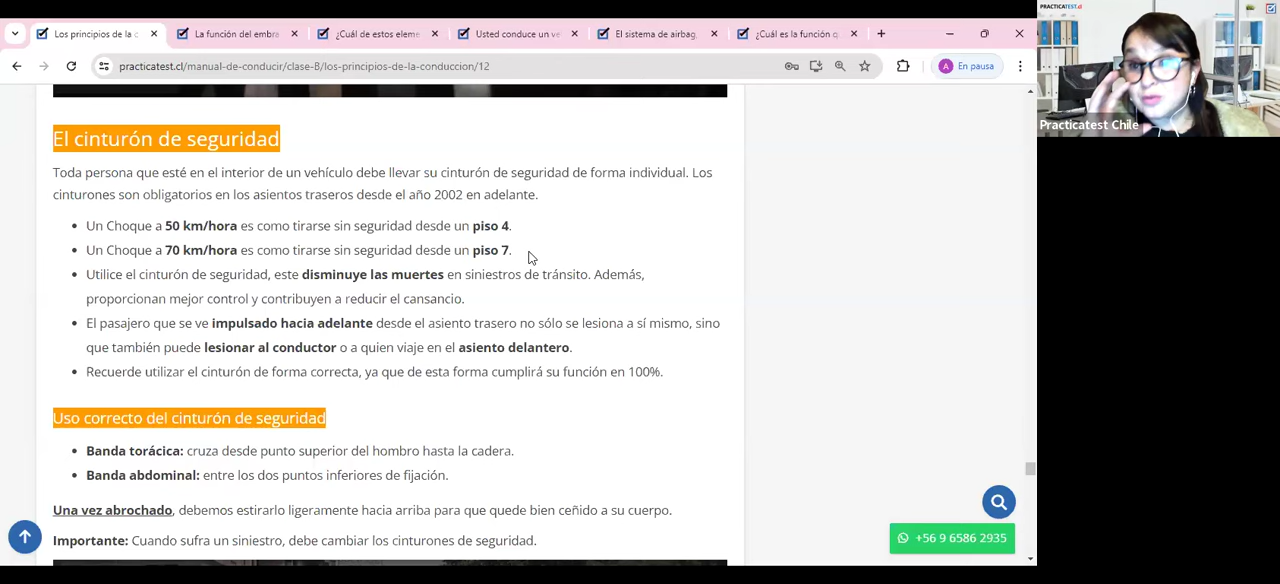 Los principios de la c
La función del embra
¿Cuál de estos eleme
Usted conduce un ve
El sistema de airbag,
¿Cuál es la función q
practicatest.cl/manual-de-conducir/clase-B/los-principios-de-la-conduccion/12
A En pausa
PRACTICATEST.cl
Practicatest Chile
El cinturón de seguridad
Toda persona que esté en el interior de un vehículo debe llevar su cinturón de seguridad de forma individual. Los
cinturones son obligatorios en los asientos traseros desde el año 2002 en adelante.
• Un Choque a 50 km/hora es como tirarse sin seguridad desde un piso 4.
• Un Choque a 70 km/hora es como tirarse sin seguridad desde un piso 7.
• Utilice el cinturón de seguridad, este disminuye las muertes en siniestros de tránsito. Además,
proporcionan mejor control y contribuyen a reducir el cansancio.
• El pasajero que se ve impulsado hacia adelante desde el asiento trasero no sólo se lesiona a sí mismo, sino
que también puede lesionar al conductor o a quien viaje en el asiento delantero.
• Recuerde utilizar el cinturón de forma correcta, ya que de esta forma cumplirá su función en 100%.
Uso correcto del cinturón de seguridad
• Banda torácica: cruza desde punto superior del hombro hasta la cadera.
• Banda abdominal: entre los dos puntos inferiores de fijación.
Una vez abrochado, debemos estirarlo ligeramente hacia arriba para que quede bien ceñido a su cuerpo.
Importante: Cuando sufra un siniestro, debe cambiar los cinturones de seguridad.
+56 9 6586 2935